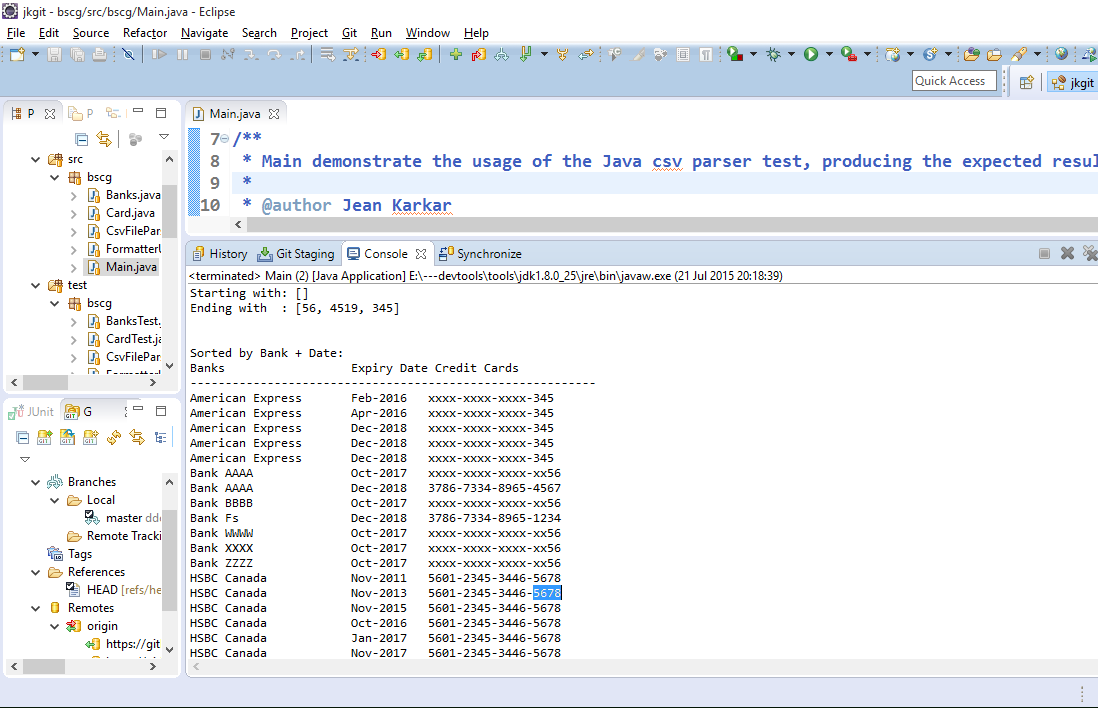 jkgit - bscg/src/bscg/Main.java - Eclipse
File Edit Source Refactor Navigate Search Project Git Run Window Help
Quick Access
jkgit
P P
src
bscg
Banks.java
Card.java
CsvFilePar
Formatter
Main.java
test
bscg
BanksTest.
CardTest.ja
CsvFilePar
JUnit G
Branches
Local
master
Remote Tracki
Tags
References
HEAD [refs/he
Remotes
origin
https://git
Main.java
7 /**
8 * Main demonstrate the usage of the Java csv parser test, producing the expected resul
9 *
10 * @author Jean Karkar
History Git Staging Console Synchronize
<terminated> Main (2) [Java Application] E:\---devtools\tools\jdk1.8.0_25\jre\bin\javaw.exe (21 Jul 2015 20:18:39)
Starting with: []
Ending with  : [56, 4519, 345]
Sorted by Bank + Date:
Banks Expiry Date Credit Cards
----------------------------------------------------------
American Express Feb-2016 xxxx-xxxx-xxxx-345
American Express Apr-2016 xxxx-xxxx-xxxx-345
American Express Dec-2018 xxxx-xxxx-xxxx-345
American Express Dec-2018 xxxx-xxxx-xxxx-345
American Express Dec-2018 xxxx-xxxx-xxxx-345
Bank AAAA Oct-2017 xxxx-xxxx-xxxx-xx56
Bank AAAA Dec-2018 3786-7334-8965-4567
Bank BBBB Oct-2017 xxxx-xxxx-xxxx-xx56
Bank Fs Dec-2018 3786-7334-8965-1234
Bank WWWW Oct-2017 xxxx-xxxx-xxxx-xx56
Bank XXXX Oct-2017 xxxx-xxxx-xxxx-xx56
Bank ZZZZ Oct-2017 xxxx-xxxx-xxxx-xx56
HSBC Canada Nov-2011 5601-2345-3446-5678
HSBC Canada Nov-2013 5601-2345-3446-5678
HSBC Canada Nov-2015 5601-2345-3446-5678
HSBC Canada Oct-2016 5601-2345-3446-5678
HSBC Canada Jan-2017 5601-2345-3446-5678
HSBC Canada Nov-2017 5601-2345-3446-5678